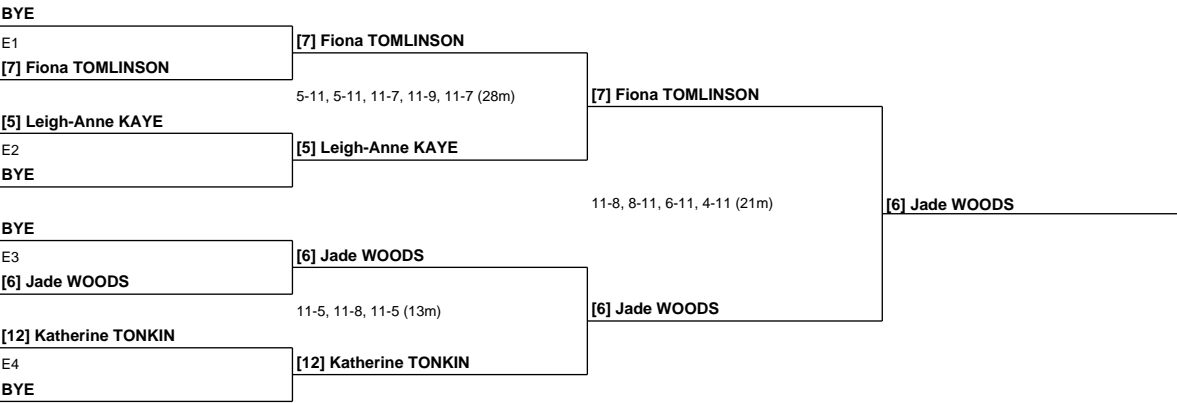 BYE
E1
[7] Fiona TOMLINSON
[5] Leigh-Anne KAYE
E2
BYE
BYE
E3
[6] Jade WOODS
[12] Katherine TONKIN
E4
BYE
[7] Fiona TOMLINSON
5-11, 5-11, 11-7, 11-9, 11-7 (28m)
[5] Leigh-Anne KAYE
[6] Jade WOODS
11-5, 11-8, 11-5 (13m)
[12] Katherine TONKIN
[7] Fiona TOMLINSON
11-8, 8-11, 6-11, 4-11 (21m)
[6] Jade WOODS
[6] Jade WOODS